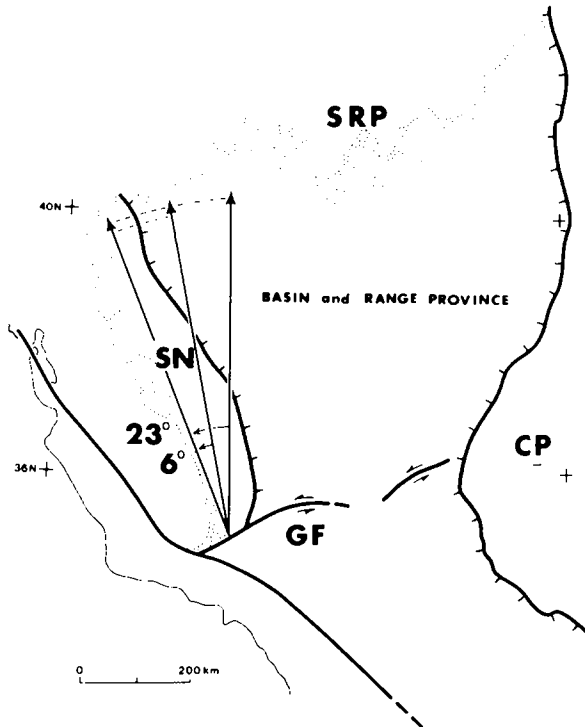 SRP
40N
BASIN and RANGE PROVINCE
SN
23°
6°
CP
36N
GF
0 200 km